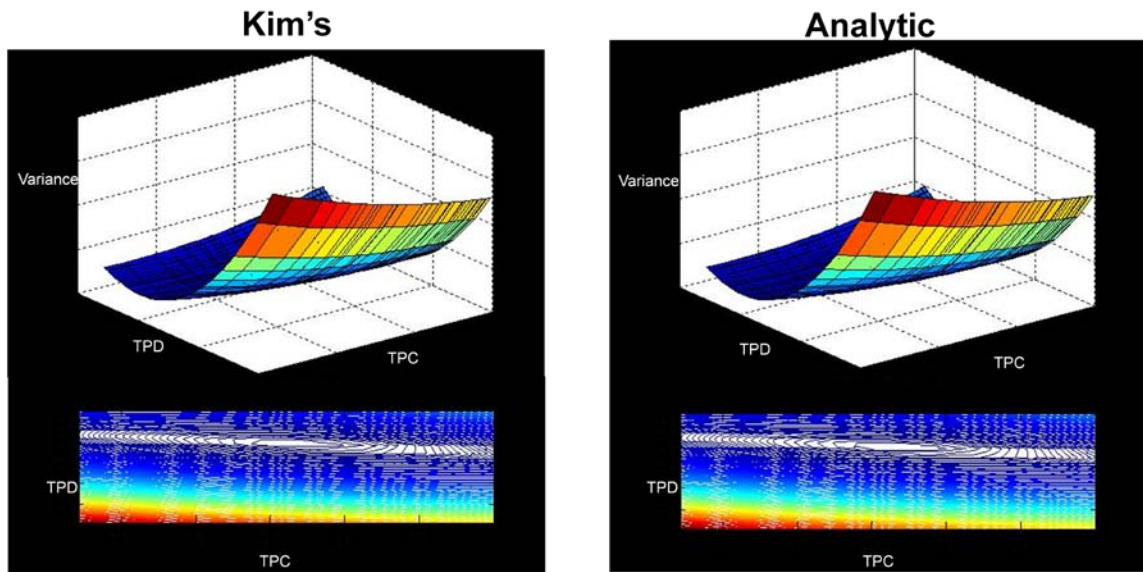 Kim's
Analytic
Variance
TPD
TPC
Variance
TPD
TPC
TPD
TPC
TPD
TPC